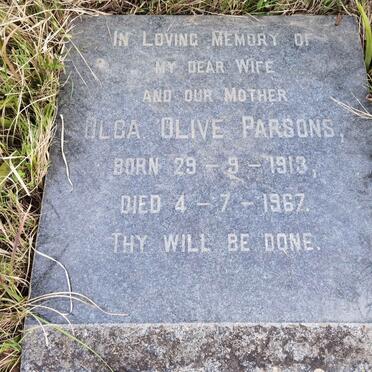 IN LOVING MEMORY OF
MY DEAR WIFE
AND OUR MOTHER
OLGA OLIVE PARSONS,
BORN 29-9-1913,
DIED 4-7-1967.
THY WILL BE DONE.